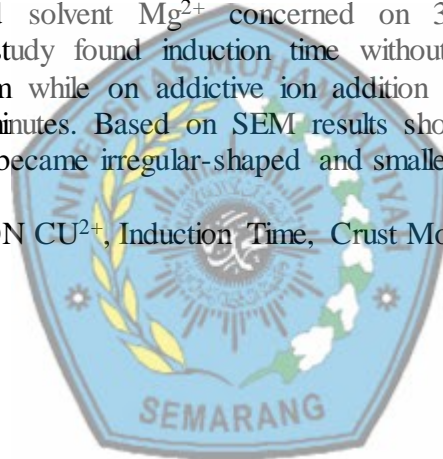 solvent Mg²⁺ concerned on 3
study found induction time without
while on addictive ion addition
ninutes. Based on SEM results sho
became irregular-shaped and smalle
CU²⁺, Induction Time, Crust Mo
SEMARANG